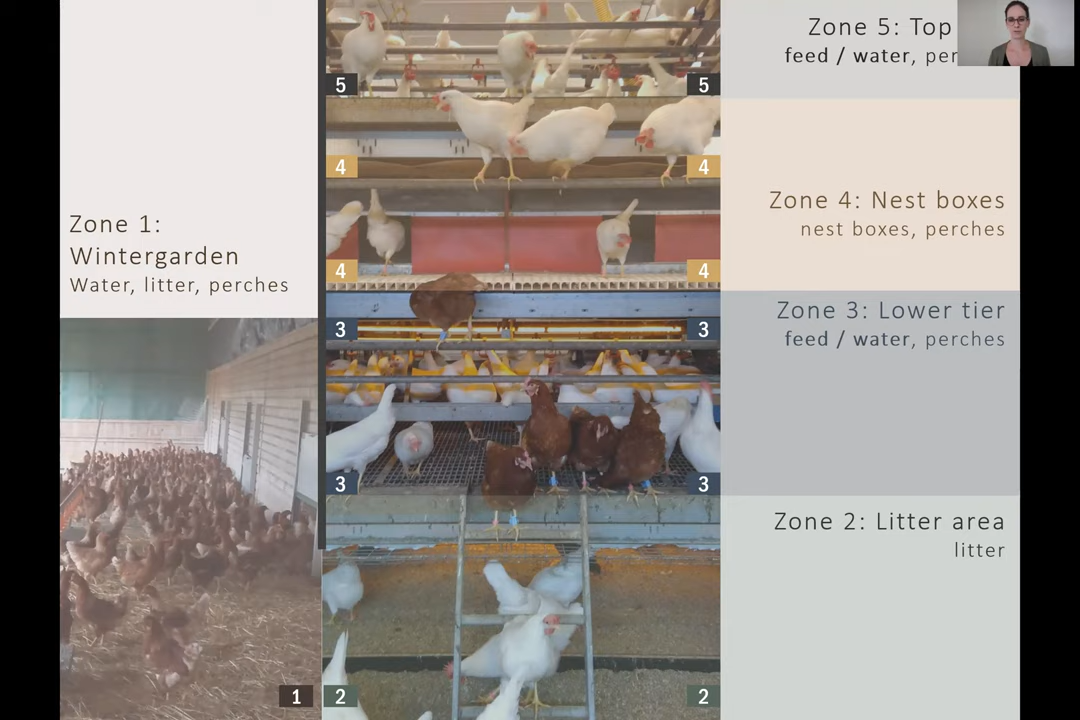 Zone 1:
Wintergarden
Water, litter, perches
1
5
5
4
4
4
4
3
3
3
3
2
2
Zone 5: Top
feed / water,
Zone 4: Nest boxes
nest boxes, perches
Zone 3: Lower tier
feed / water, perches
Zone 2: Litter area
litter